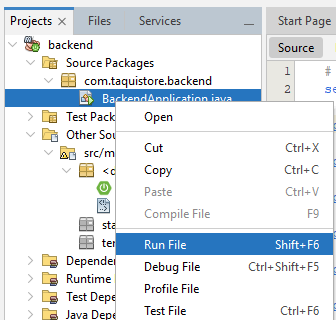 Projects × Files Services
Start Page
backend
Source
Source Packages
com.taquistore.backend
1 #
2 se
BackendApplication.java
Test Pack
Open
Other Sour
src/m
Cut Ctrl+X
<d
Copy Ctrl+C
Paste Ctrl+V
Compile File F9
sta
Run File Shift+F6
ter
Dependen
Debug File Ctrl+Shift+F5
Runtime
Profile File
Test Depe
Test File Ctrl+F6
Java Depe